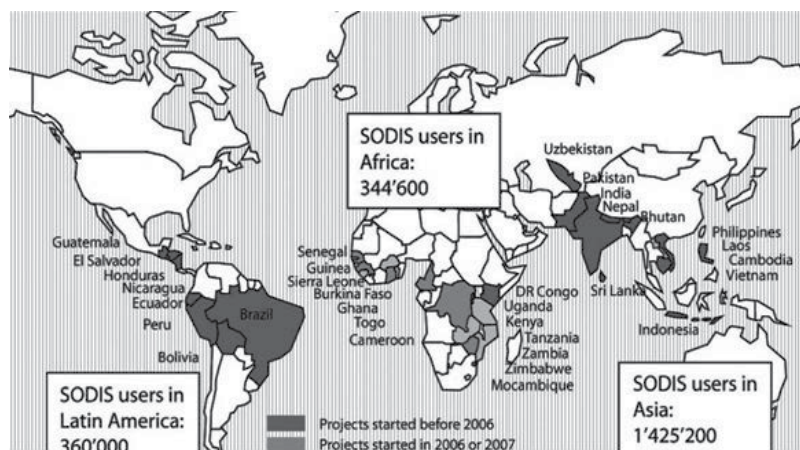 SODIS users in
Africa:
344'600
Uzbekistan
Pakistan
India
Nepal
Bhutan
Philippines
Laos
Cambodia
Vietnam
Sri Lanka
Indonesia
Guatemala
El Salvador
Honduras
Nicaragua
Ecuador
Peru
Brazil
Bolivia
Senegal
Guinea
Sierra Leone
Burkina Faso
Ghana
Togo
Cameroon
DR Congo
Uganda
Kenya
Tanzania
Zambia
Zimbabwe
Mocambique
SODIS users in
Latin America:
360'000
Projects started before 2006
Projects started in 2006 or 2007
SODIS users in
Asia:
1'425'200